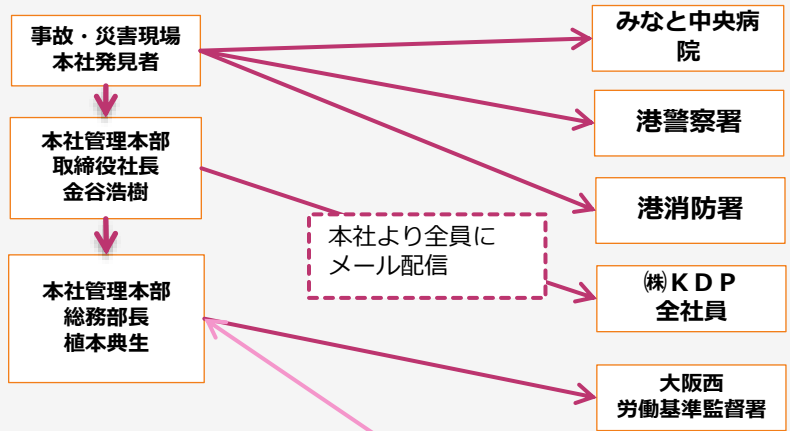 事故・災害現場
本社発見者
本社管理本部
取締役社長
金谷浩樹
本社管理本部
総務部長
植本典生
本社より全員に
メール配信
みなと中央病
院
港警察署
港消防署
㈱ＫＤＰ
全社員
大阪西
労働基準監督署